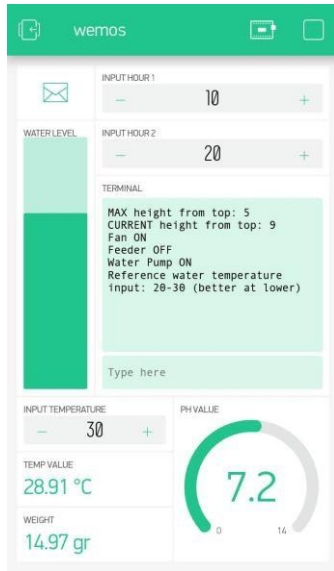 wemos
INPUT HOUR 1
- 10 +
WATER LEVEL
INPUT HOUR 2
- 20 +
TERMINAL
MAX height from top: 5
CURRENT height from top: 9
Fan ON
Feeder OFF
Water Pump ON
Reference water temperature
input: 20-30 (better at lower)
Type here
INPUT TEMPERATURE
- 30 +
PH VALUE
TEMP VALUE
28.91 °C
7.2
0 14
WEIGHT
14.97 gr